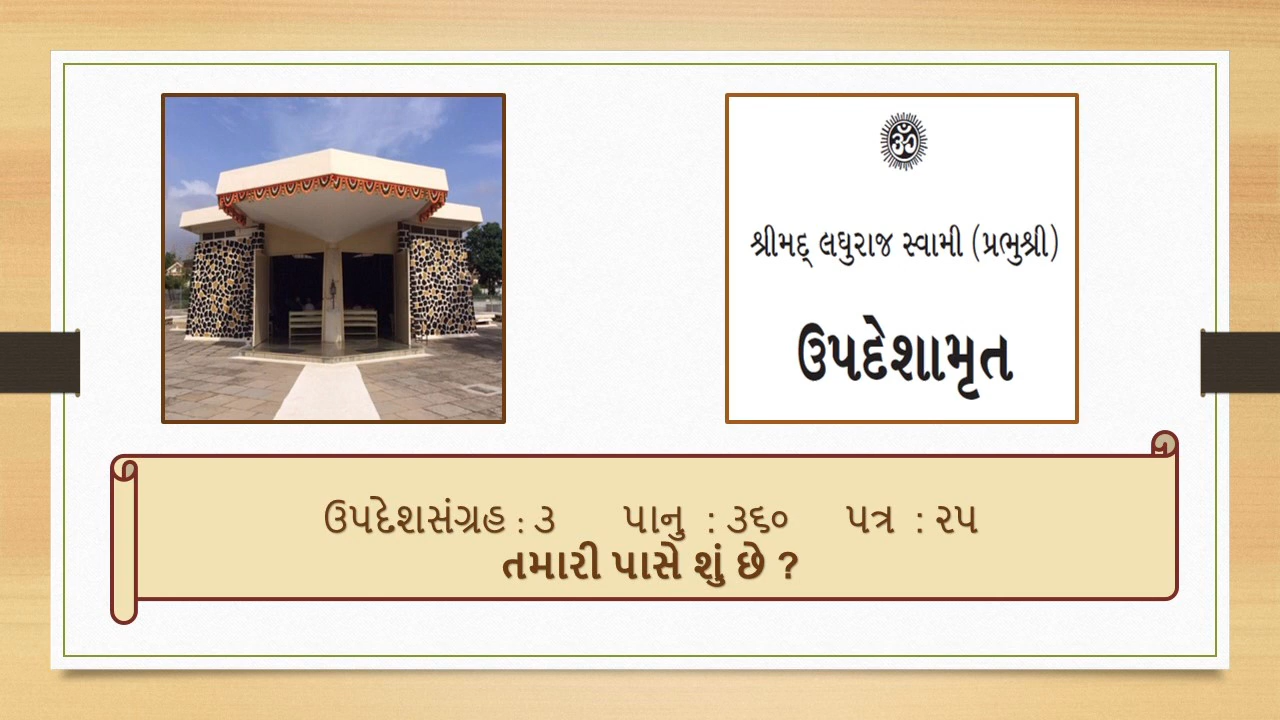 ૐ
શ્રીમદ્ લઘુરાજ સ્વામી (પ્રભુશ્રી)
ઉપદેશામૃત
ઉપદેશસંગ્રહ : ૩ પાનુ : ૩૬૦ પત્ર : ૨૫
તમારી પાસે શું છે ?